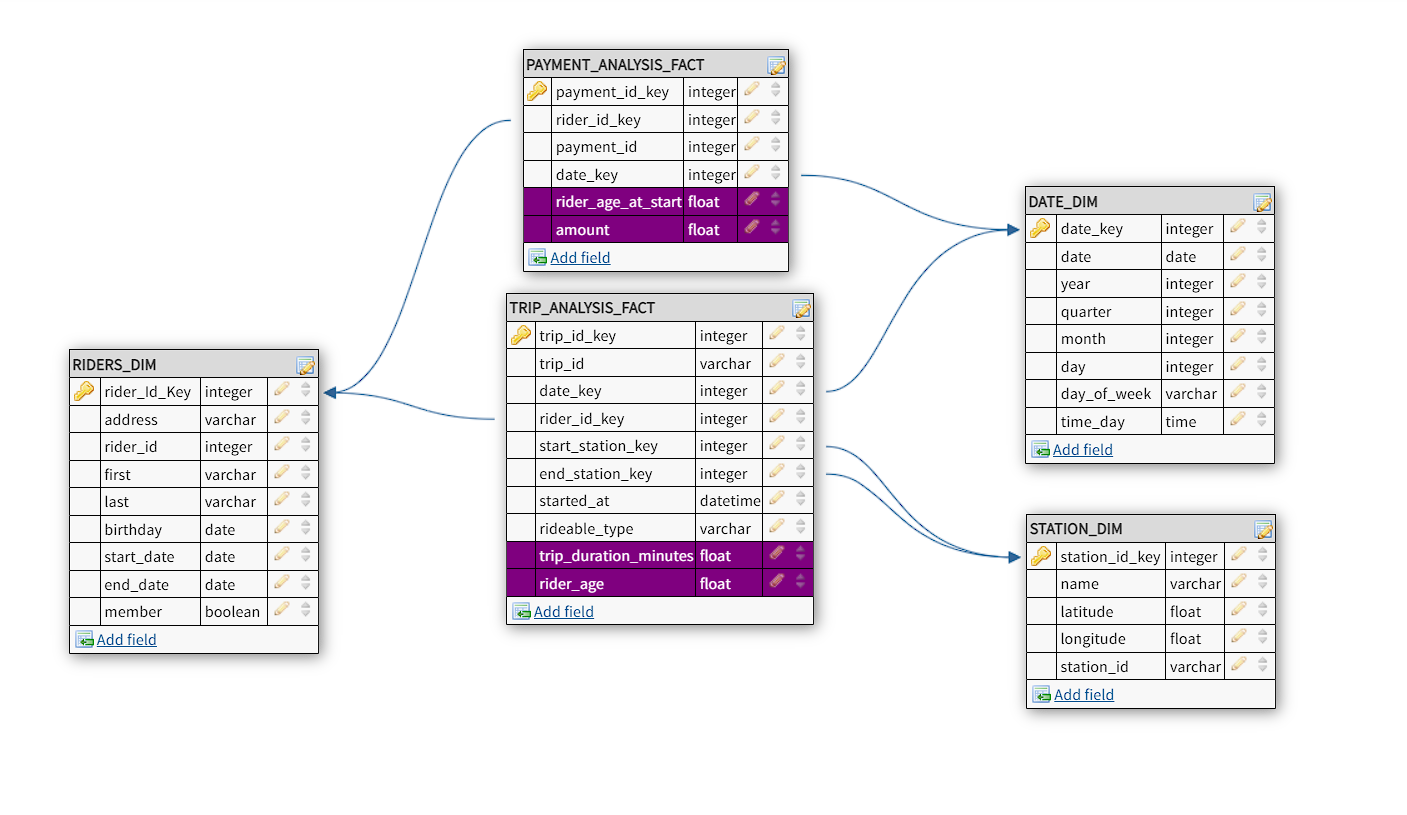 PAYMENT_ANALYSIS_FACT
payment_id_key integer
rider_id_key integer
payment_id integer
date_key integer
rider_age_at_start float
amount float
Add field
TRIP_ANALYSIS_FACT
trip_id_key integer
trip_id varchar
date_key integer
rider_id_key integer
start_station_key integer
end_station_key integer
started_at datetime
rideable_type varchar
trip_duration_minutes float
rider_age float
Add field
RIDERS_DIM
rider_Id_Key integer
address varchar
rider_id integer
first varchar
last varchar
birthday date
start_date date
end_date date
member boolean
Add field
DATE_DIM
date_key integer
date date
year integer
quarter integer
month integer
day integer
day_of_week varchar
time_day time
Add field
STATION_DIM
station_id_key integer
name varchar
latitude float
longitude float
station_id varchar
Add field